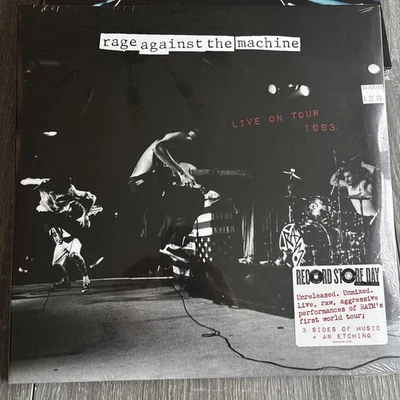 rage against the machine
LIVE ON TOUR
1993
RECORD STORE DAY
Unreleased. Unmixed.
Live, raw, aggressive
performances of RATM's
first world tour;
3 SIDES OF MUSIC
+ AN ETCHING